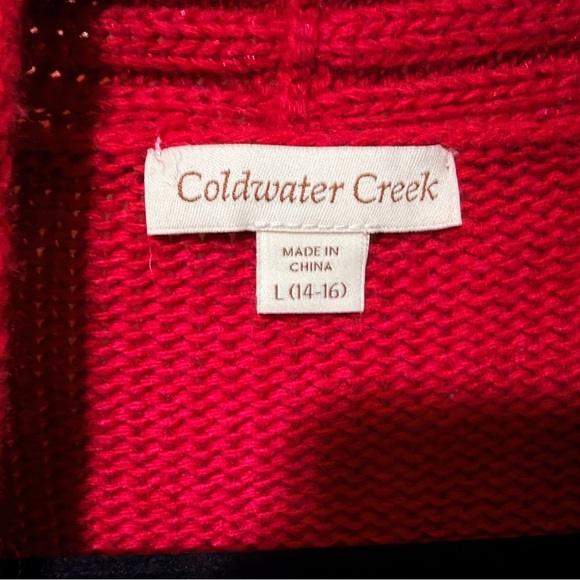 Coldwater Creek
MADE IN
CHINA
L (14-16)